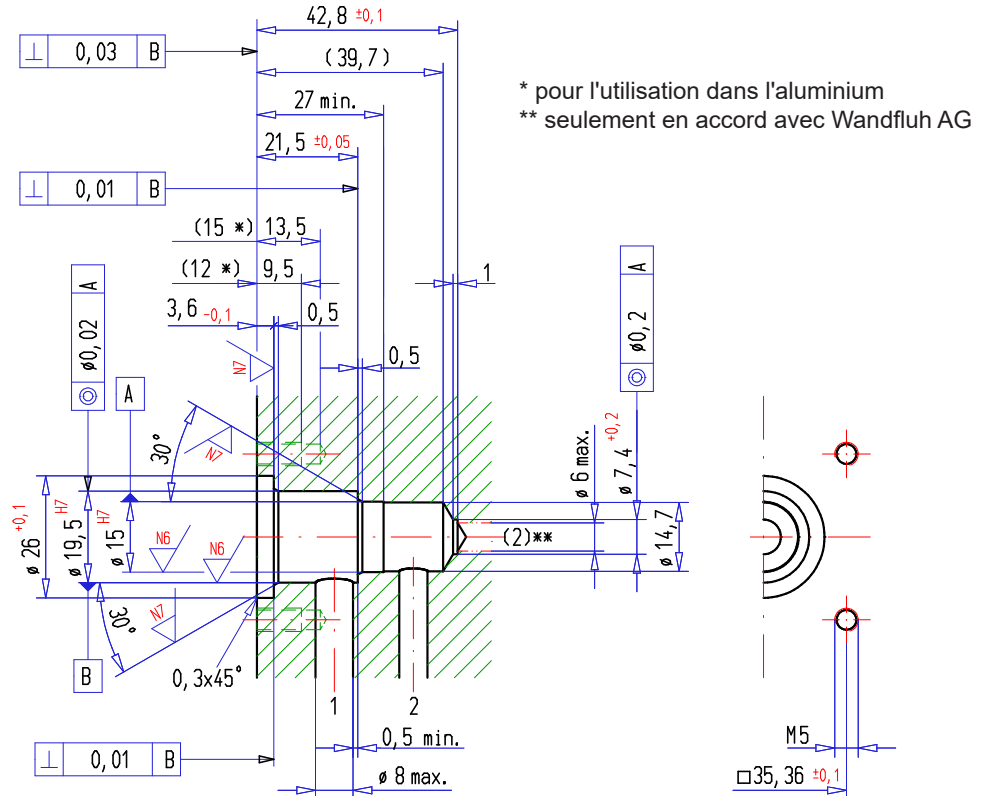 42,8 ±0,1
⊥ 0,03 B
(39,7)
* pour l'utilisation dans l'aluminium
** seulement en accord avec Wandfluh AG
27 min.
21,5 ±0,05
⊥ 0,01 B
(15 *) 13,5
(12 *) 9,5
1
3,6 -0,1 0,5
0,5
◎ ø0,02 A
◎ ø0,2 A
N7
A
30°
N7
ø 26 +0,1
ø 19,5 H7
ø 15 H7
N6
N6
ø 6 max.
ø 7,4 +0,2
ø 14,7
(2)**
30°
N7
B
0,3x45°
1
2
0,5 min.
⊥ 0,01 B
ø 8 max.
M5
□35,36 ±0,1